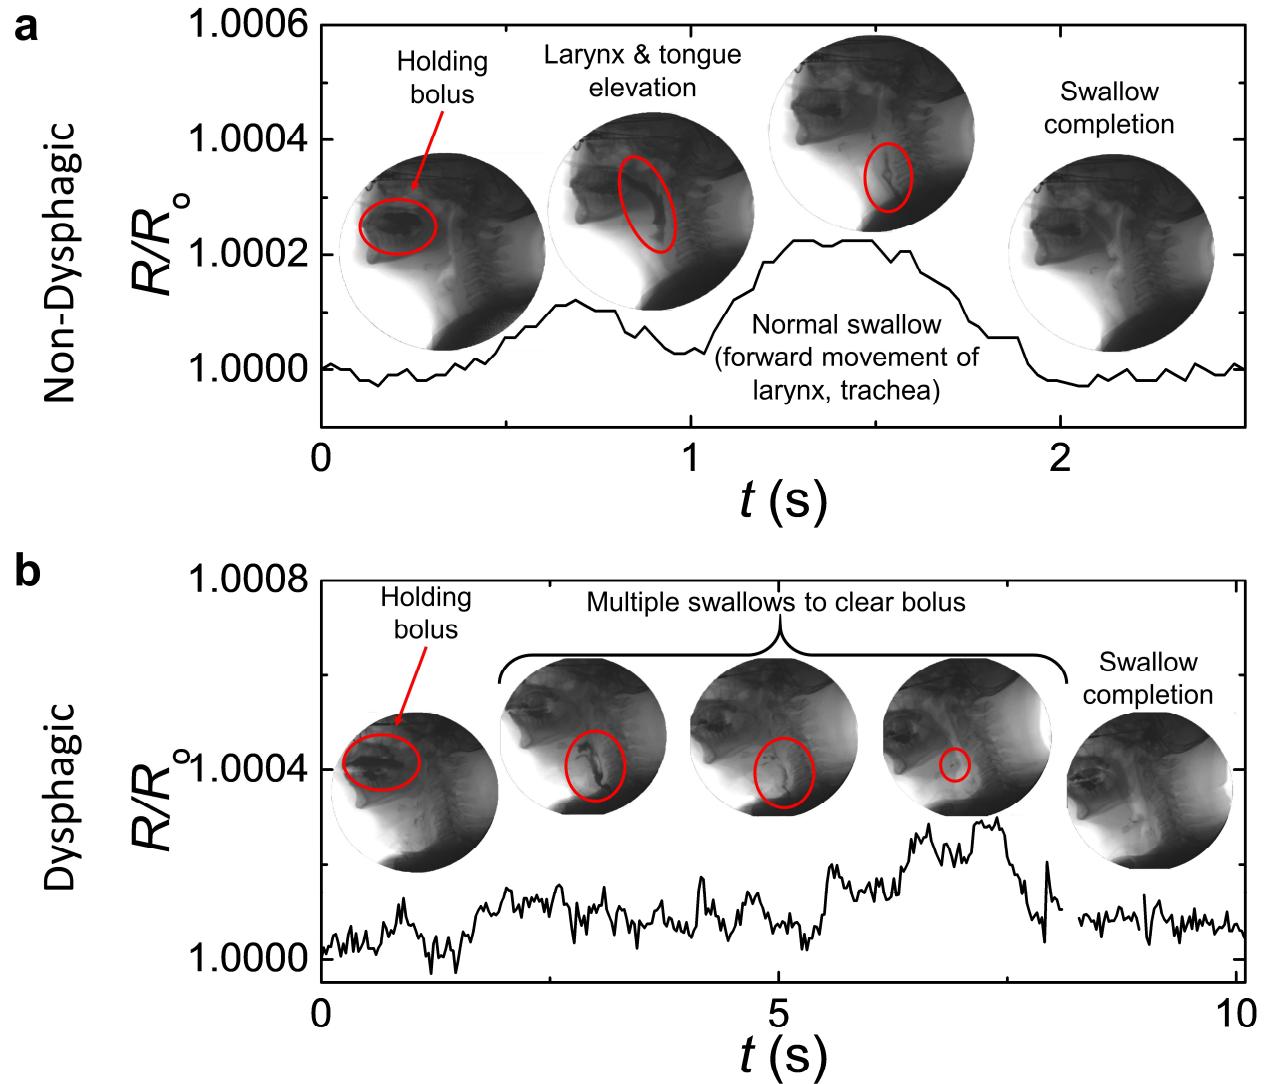 a
Non-Dysphagic
R/Ro
1.0006
1.0004
1.0002
1.0000
Holding
bolus
Larynx & tongue
elevation
Normal swallow
(forward movement of
larynx, trachea)
Swallow
completion
0
1
2
t (s)
b
Dysphagic
R/Ro
1.0008
1.0004
1.0000
Holding
bolus
Multiple swallows to clear bolus
Swallow
completion
0
5
10
t (s)